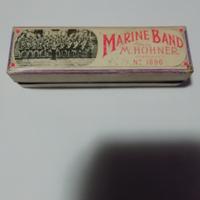 MARINE BAND
M. HOHNER
No 1896